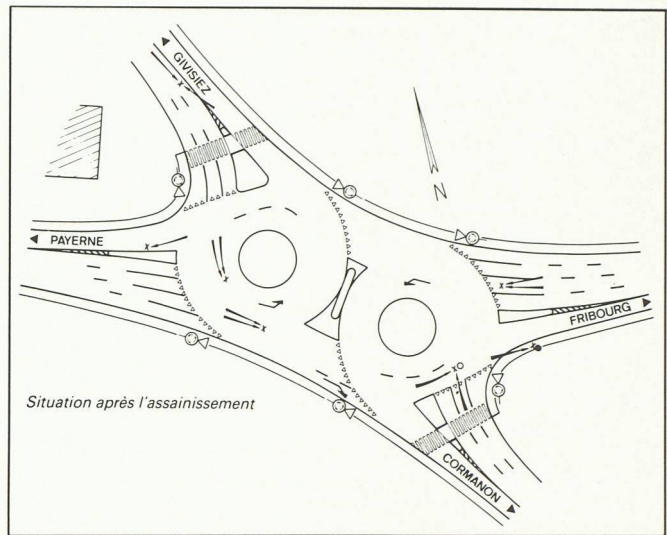 GIVISIEZ
N
PAYERNE
FRIBOURG
Situation après l'assainissement
CORMANON